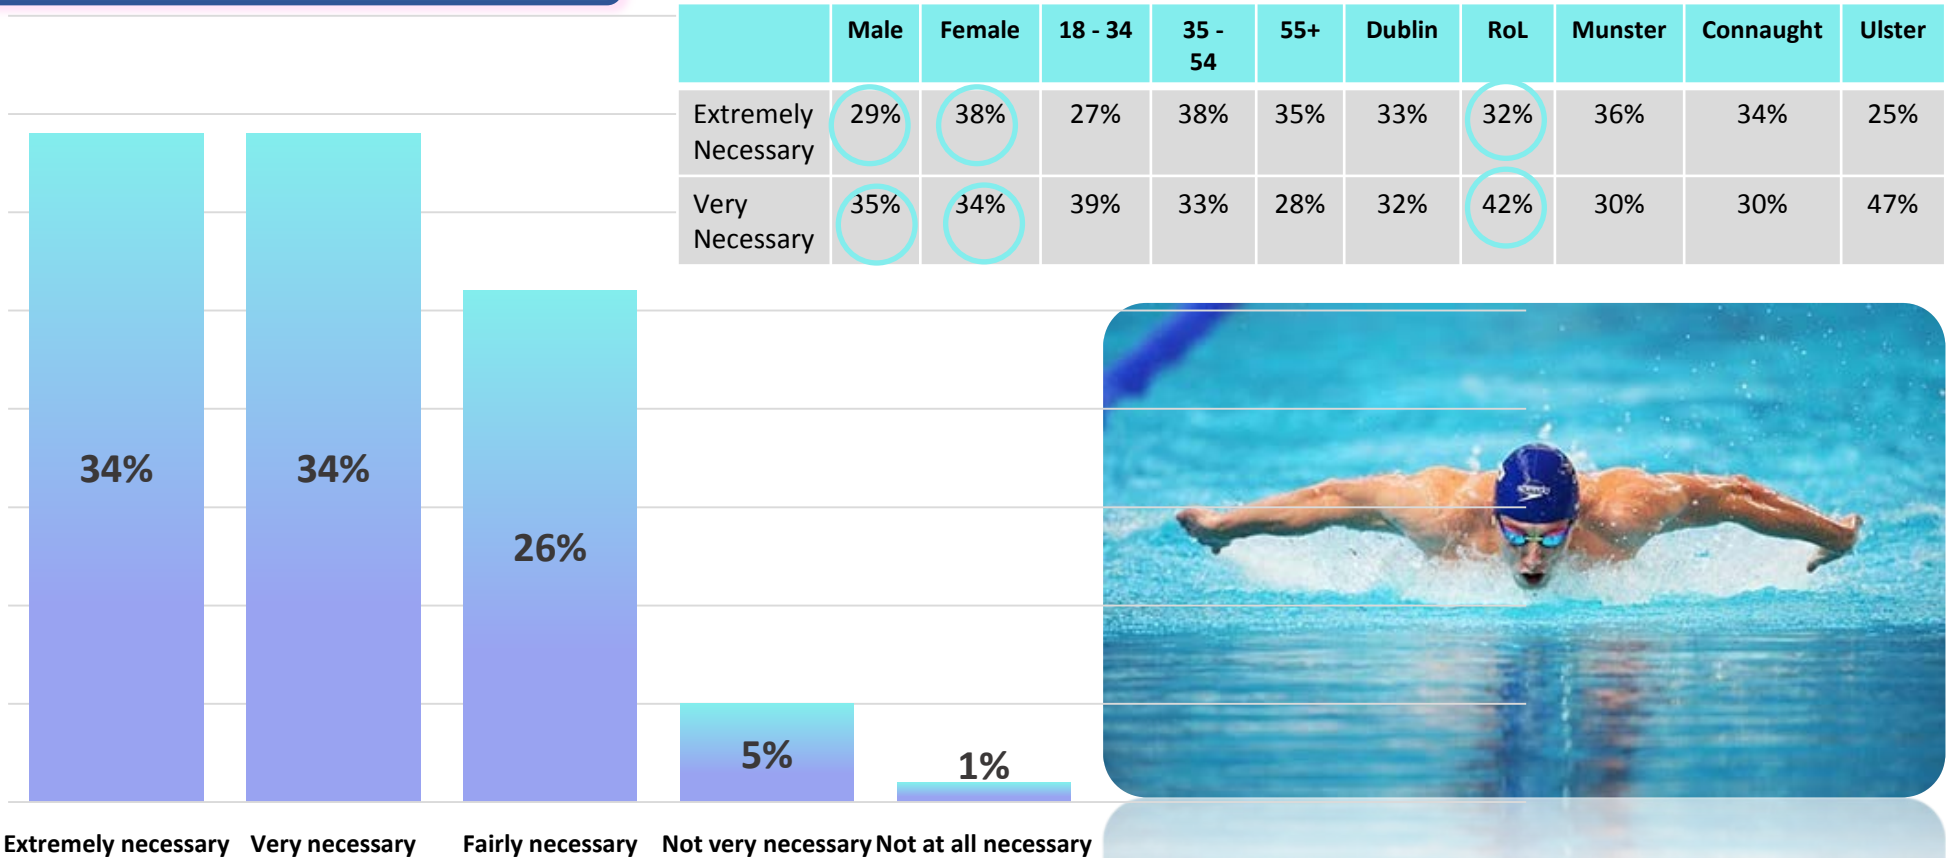 Male Female 18 - 34 35 - 54 55+ Dublin RoL Munster Connaught Ulster
Extremely Necessary 29% 38% 27% 38% 35% 33% 32% 36% 34% 25%
Very Necessary 35% 34% 39% 33% 28% 32% 42% 30% 30% 47%
34%
34%
26%
5%
1%
speedo
Extremely necessary Very necessary Fairly necessary Not very necessary Not at all necessary